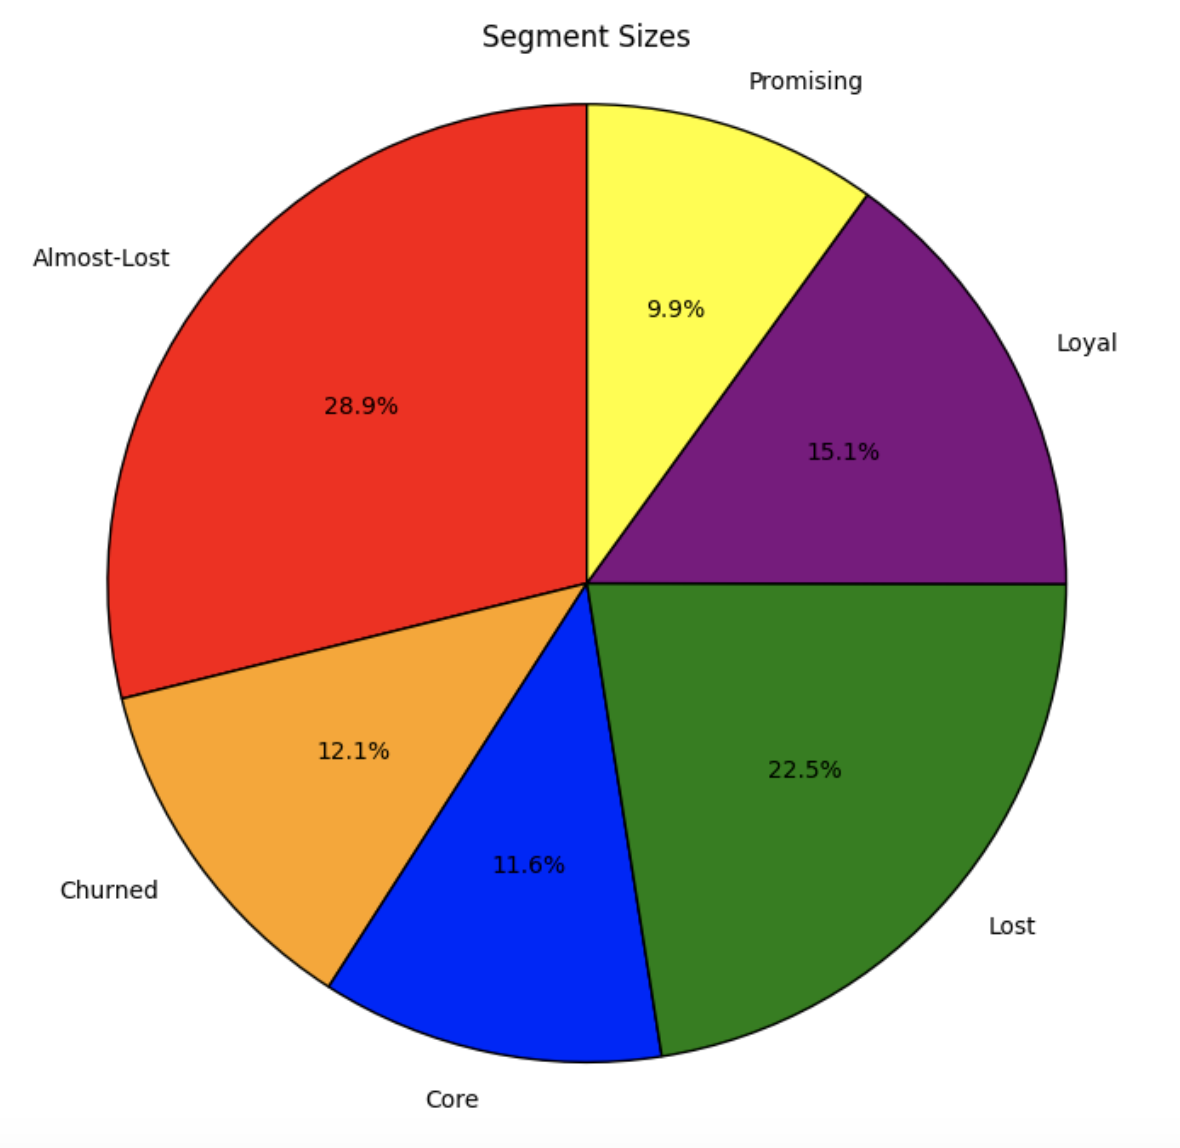 Segment Sizes
Promising
Almost-Lost
9.9%
Loyal
28.9%
15.1%
12.1%
22.5%
11.6%
Churned
Lost
Core